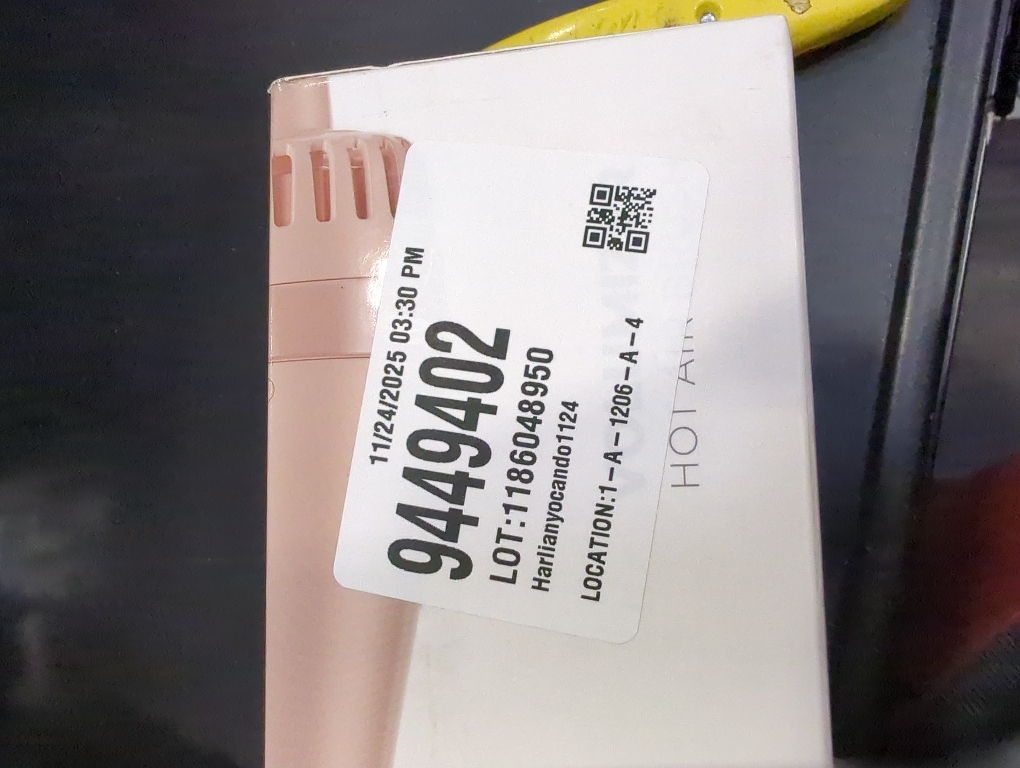 11/24/2025 03:30 PM
9449402
LOT:1186048950
Harlianyocando1124
LOCATION:1-A-1206-A-4
HOT AIR